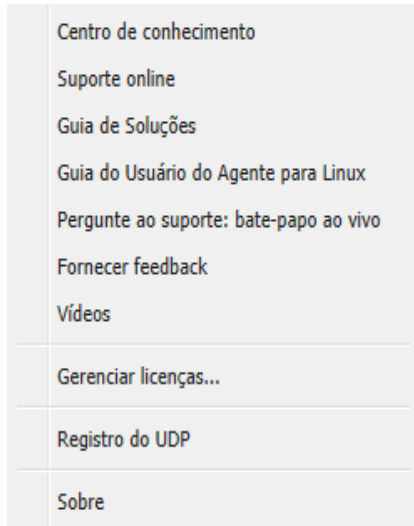 Centro de conhecimento
Suporte online
Guia de Soluções
Guia do Usuário do Agente para Linux
Pergunte ao suporte: bate-papo ao vivo
Fornecer feedback
Vídeos
Gerenciar licenças...
Registro do UDP
Sobre